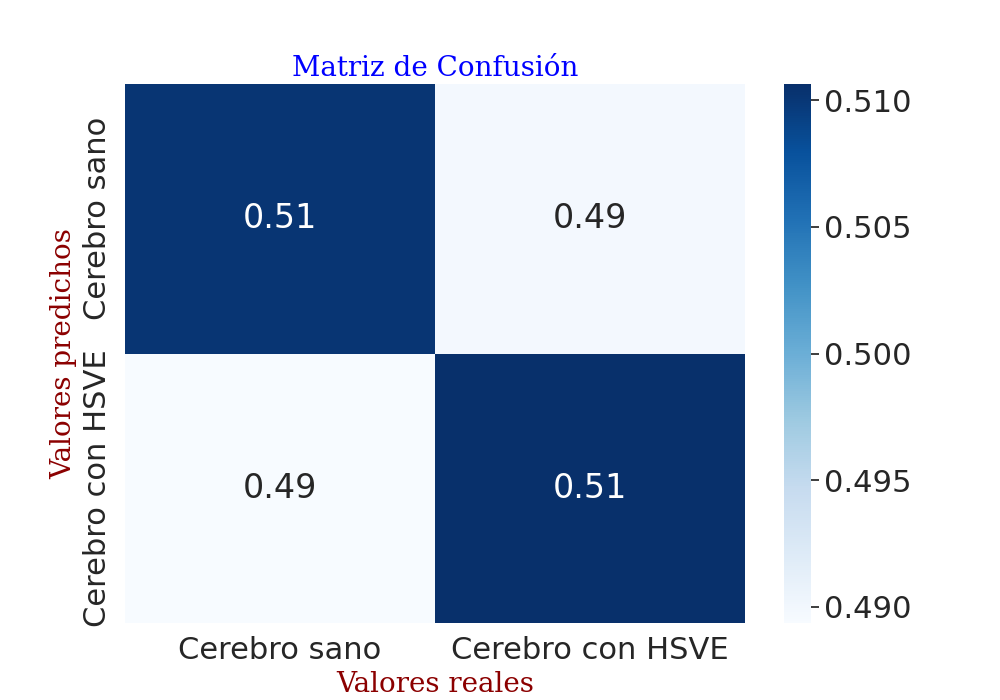 Matriz de Confusión
Valores predichos
Cerebro sano
Cerebro con HSVE
0.51
0.49
0.49
0.51
Cerebro sano
Cerebro con HSVE
Valores reales
0.510
0.505
0.500
0.495
0.490